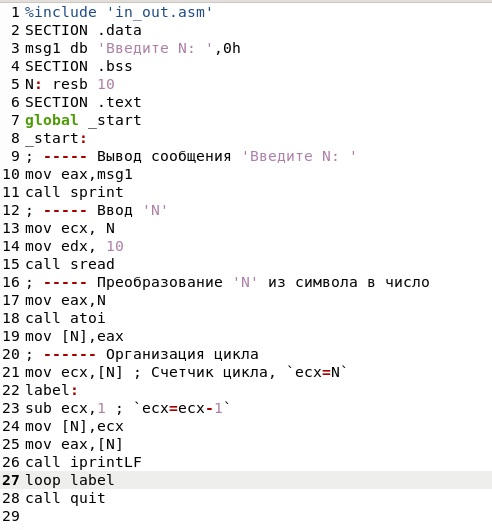 1 %include 'in_out.asm'
2 SECTION .data
3 msg1 db 'Введите N: ',0h
4 SECTION .bss
5 N: resb 10
6 SECTION .text
7 global _start
8 _start:
9 ; ----- Вывод сообщения 'Введите N: '
10 mov eax,msg1
11 call sprint
12 ; ----- Ввод 'N'
13 mov ecx, N
14 mov edx, 10
15 call sread
16 ; ----- Преобразование 'N' из символа в число
17 mov eax,N
18 call atoi
19 mov [N],eax
20 ; ------ Организация цикла
21 mov ecx,[N] ; Счетчик цикла, `ecx=N`
22 label:
23 sub ecx,1 ; `ecx=ecx-1`
24 mov [N],ecx
25 mov eax,[N]
26 call iprintLF
27 loop label
28 call quit
29